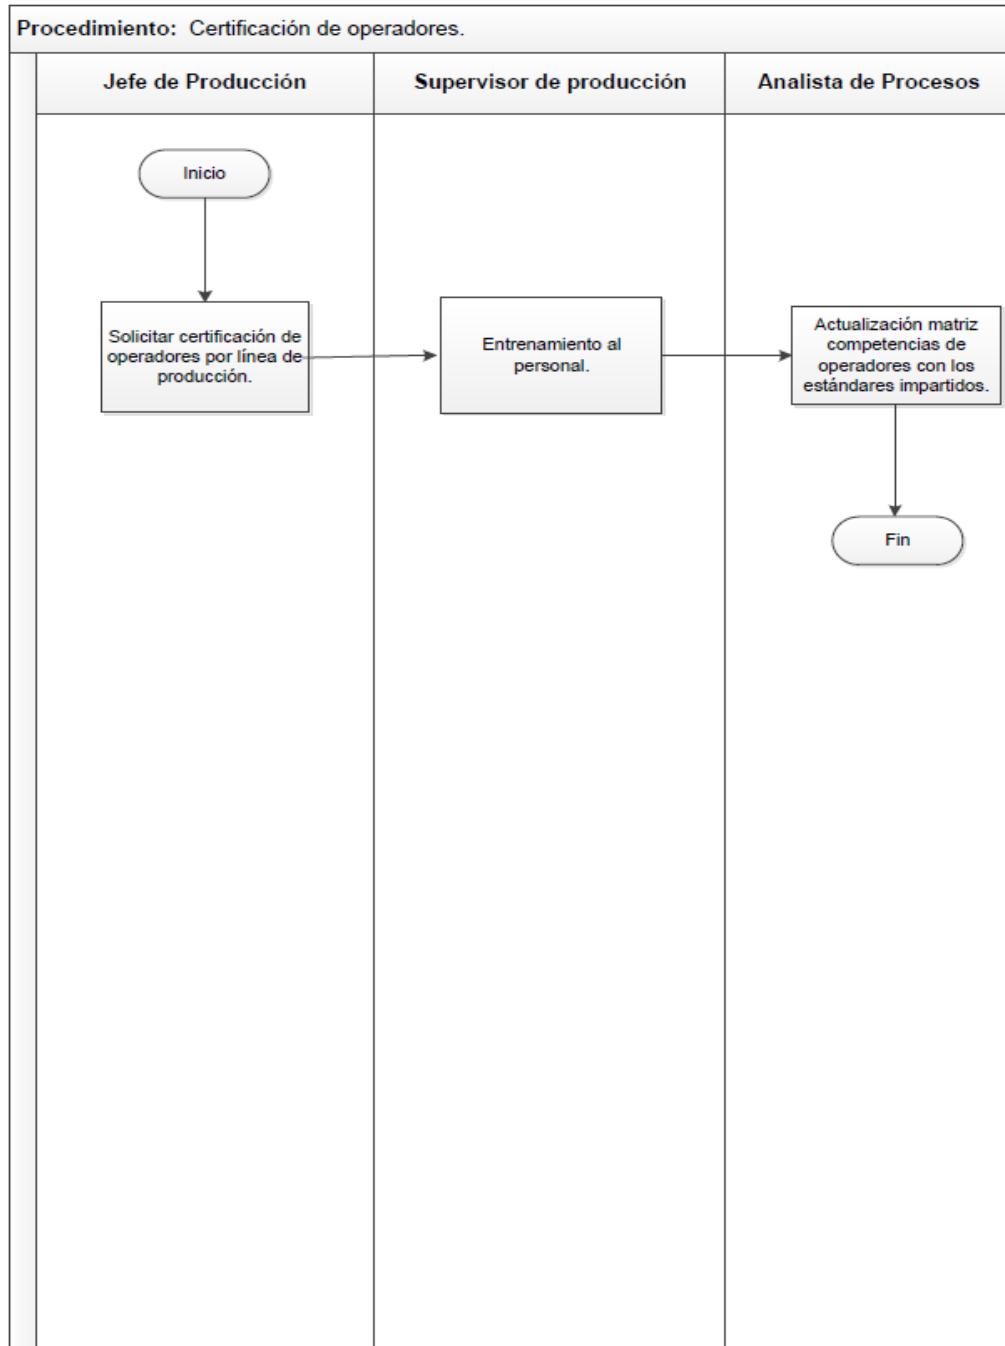 Procedimiento: Certificación de operadores.
Jefe de Producción
Supervisor de producción
Analista de Procesos
Inicio
Solicitar certificación de
operadores por línea de
producción.
Entrenamiento al
personal.
Actualización matriz
competencias de
operadores con los
estándares impartidos.
Fin